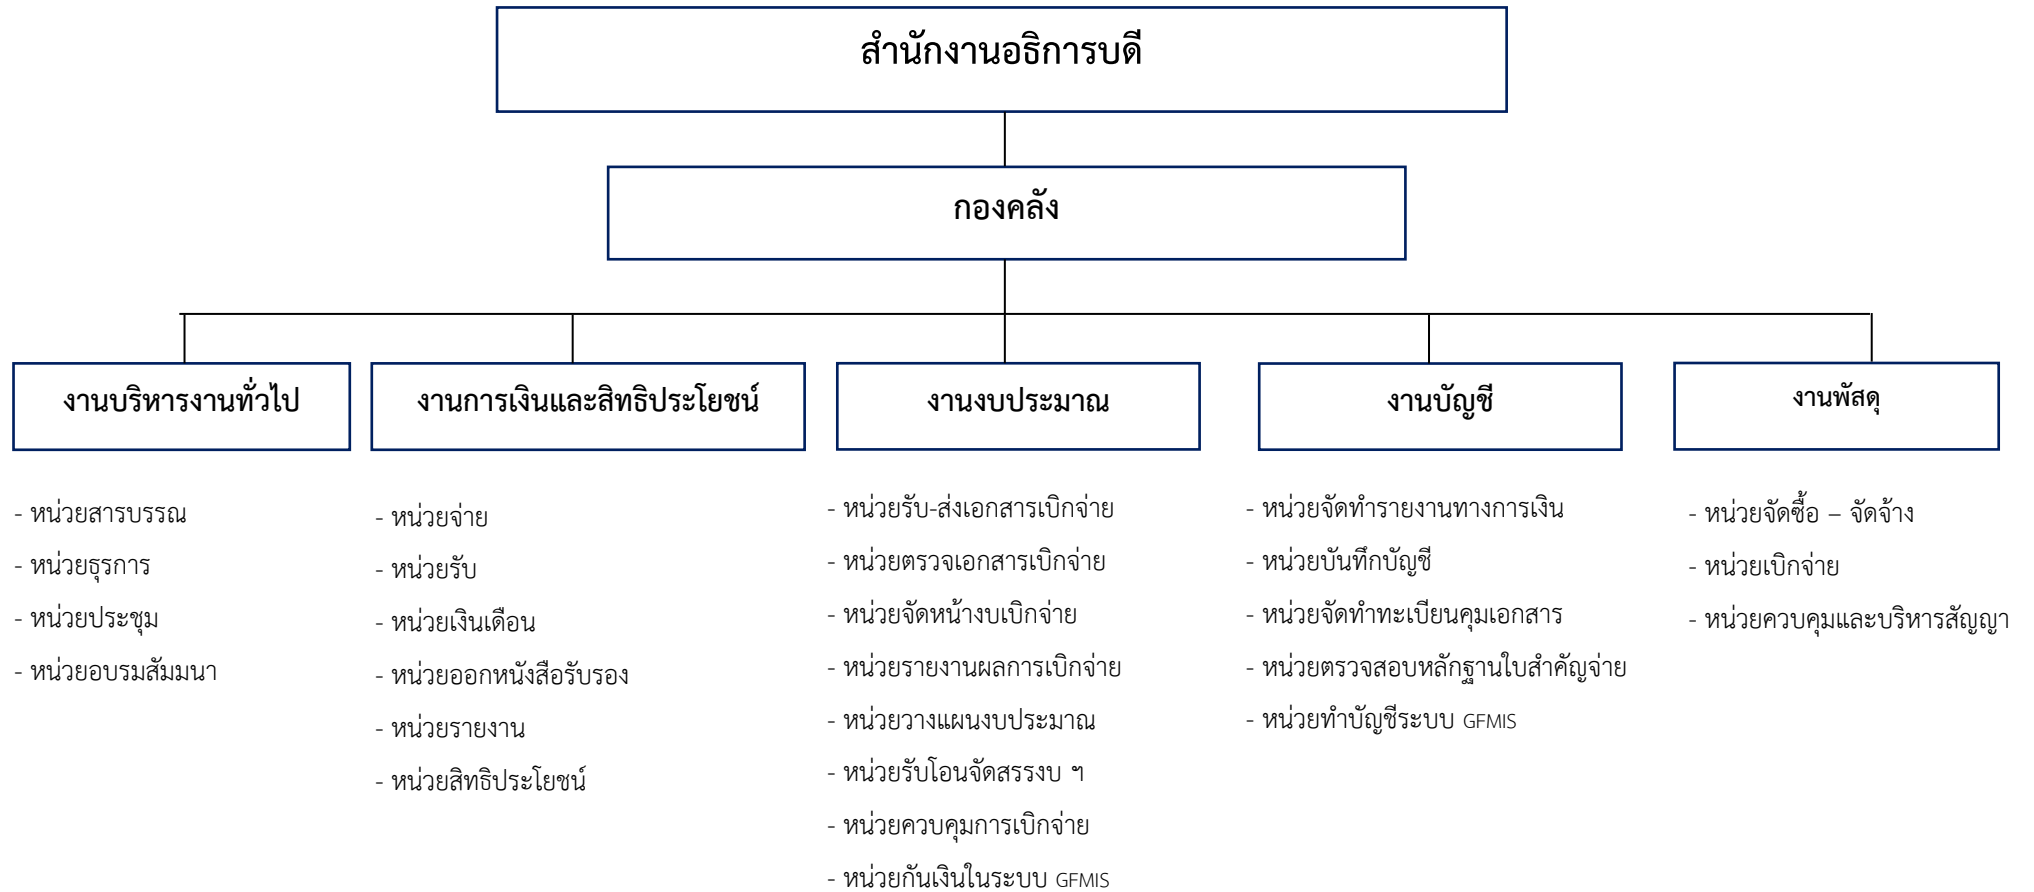 สำนักงานอธิการบดี
กองคลัง
งานบริหารงานทั่วไป
- หน่วยสารบรรณ
- หน่วยธุรการ
- หน่วยประชุม
- หน่วยอบรมสัมมนา
งานการเงินและสิทธิประโยชน์
- หน่วยจ่าย
- หน่วยรับ
- หน่วยเงินเดือน
- หน่วยออกหนังสือรับรอง
- หน่วยรายงาน
- หน่วยสิทธิประโยชน์
งานงบประมาณ
- หน่วยรับ-ส่งเอกสารเบิกจ่าย
- หน่วยตรวจเอกสารเบิกจ่าย
- หน่วยจัดหน้างบเบิกจ่าย
- หน่วยรายงานผลการเบิกจ่าย
- หน่วยวางแผนงบประมาณ
- หน่วยรับโอนจัดสรรงบ ฯ
- หน่วยควบคุมการเบิกจ่าย
- หน่วยกันเงินในระบบ GFMIS
งานบัญชี
- หน่วยจัดทำรายงานทางการเงิน
- หน่วยบันทึกบัญชี
- หน่วยจัดทำทะเบียนคุมเอกสาร
- หน่วยตรวจสอบหลักฐานใบสำคัญจ่าย
- หน่วยทำบัญชีระบบ GFMIS
งานพัสดุ
- หน่วยจัดซื้อ – จัดจ้าง
- หน่วยเบิกจ่าย
- หน่วยควบคุมและบริหารสัญญา